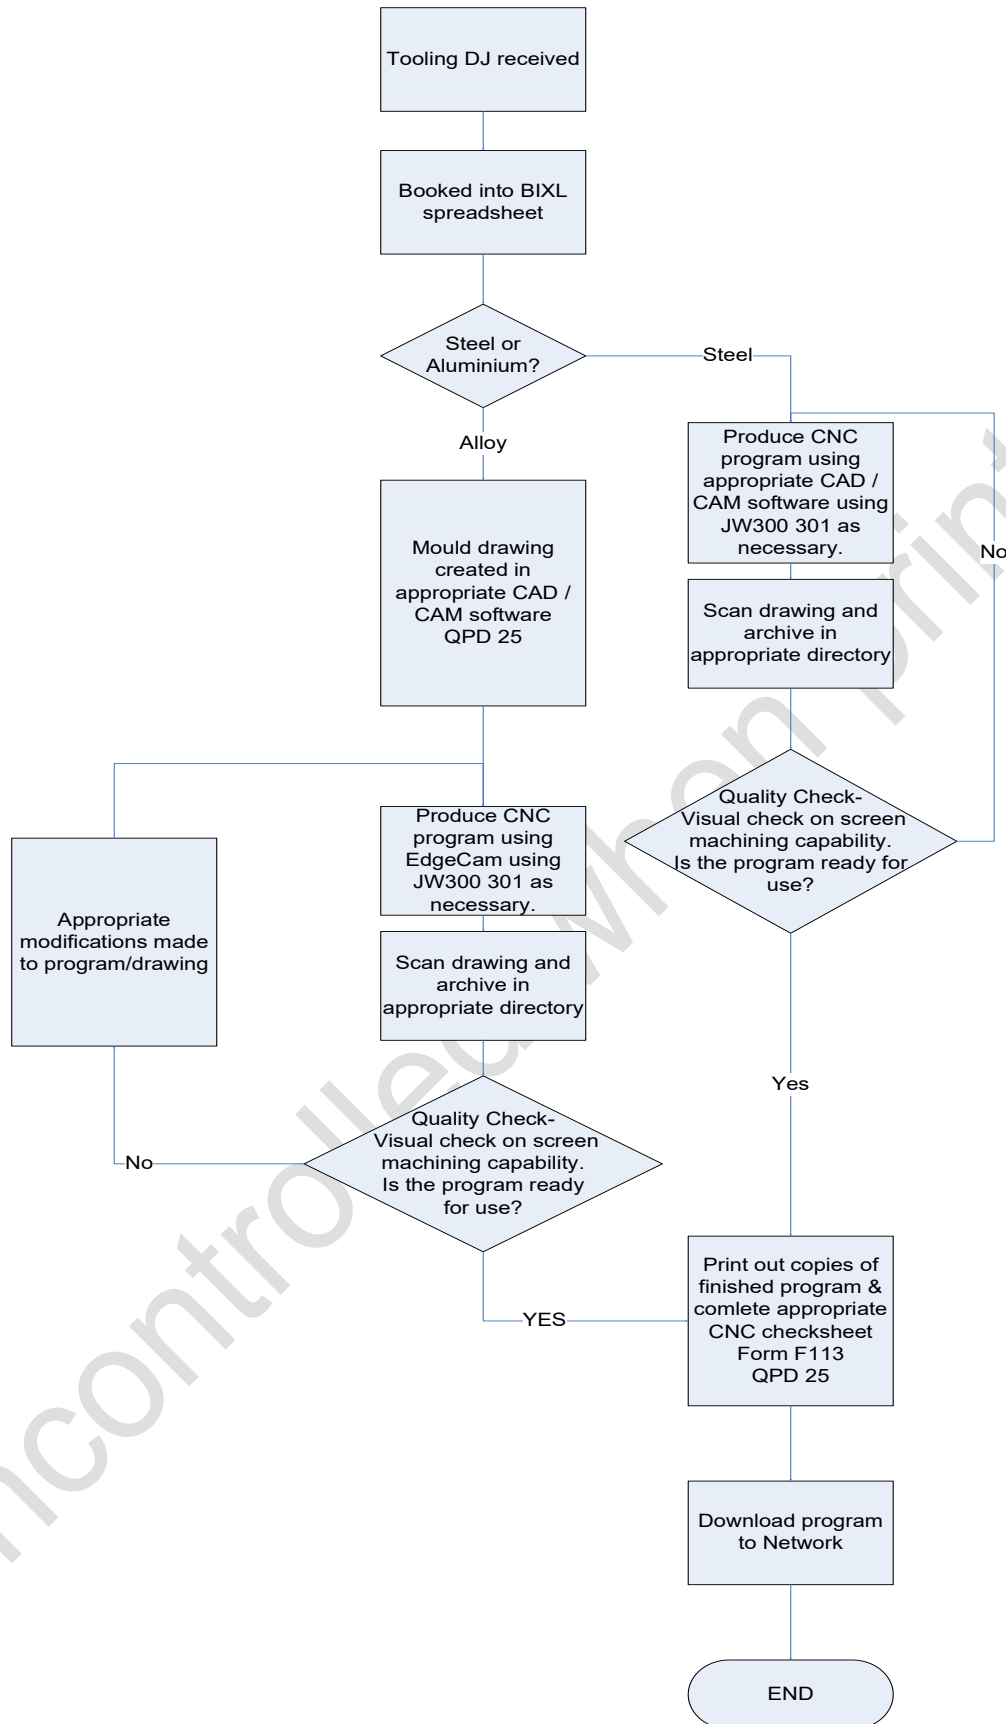 Tooling DJ received
Booked into BIXL
spreadsheet
Steel or
Aluminium?
Steel
Alloy
Produce CNC
program using
appropriate CAD /
CAM software using
JW300 301 as
necessary.
No
Mould drawing
created in
appropriate CAD /
CAM software
QPD 25
Scan drawing and
archive in
appropriate directory
Quality Check-
Visual check on screen
machining capability.
Is the program ready for
use?
Produce CNC
program using
EdgeCam using
JW300 301 as
necessary.
Appropriate
modifications made
to program/drawing
Scan drawing and
archive in
appropriate directory
Yes
Quality Check-
Visual check on screen
machining capability.
Is the program ready
for use?
No
YES
Print out copies of
finished program &
comlete appropriate
CNC checksheet
Form F113
QPD 25
Download program
to Network
END
ncontrolled when print